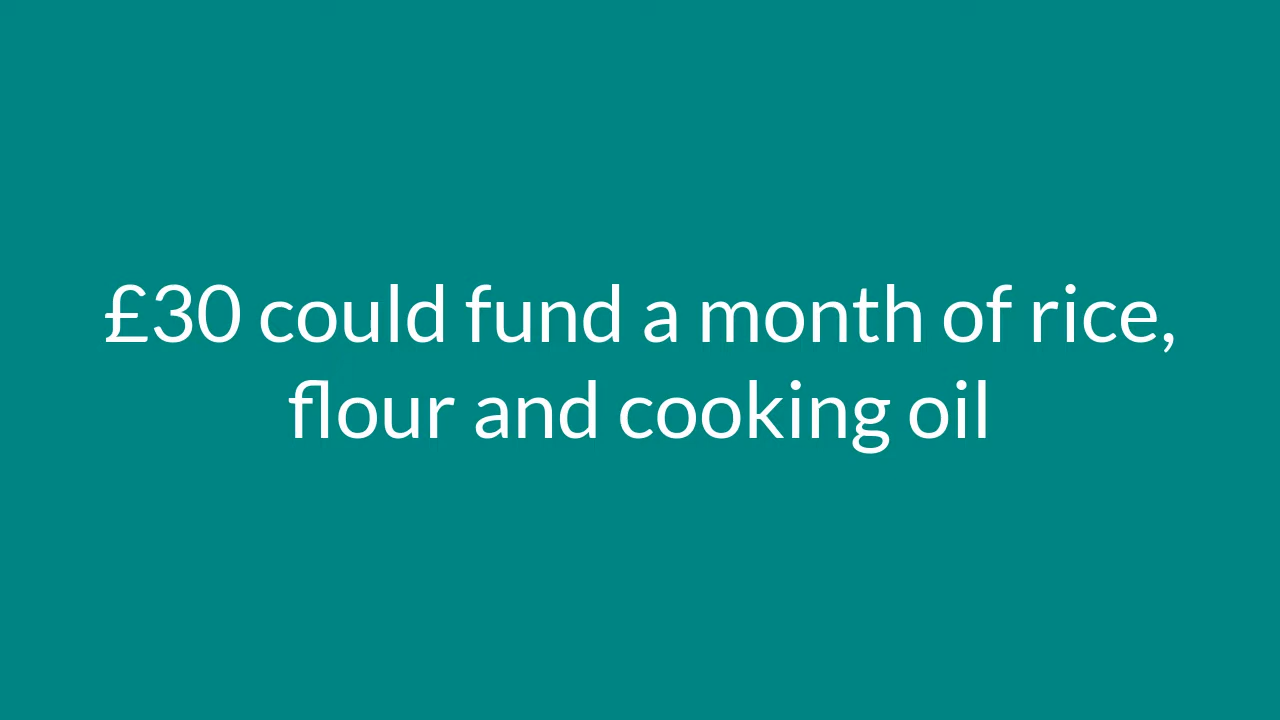 £30 could fund a month of rice,
flour and cooking oil